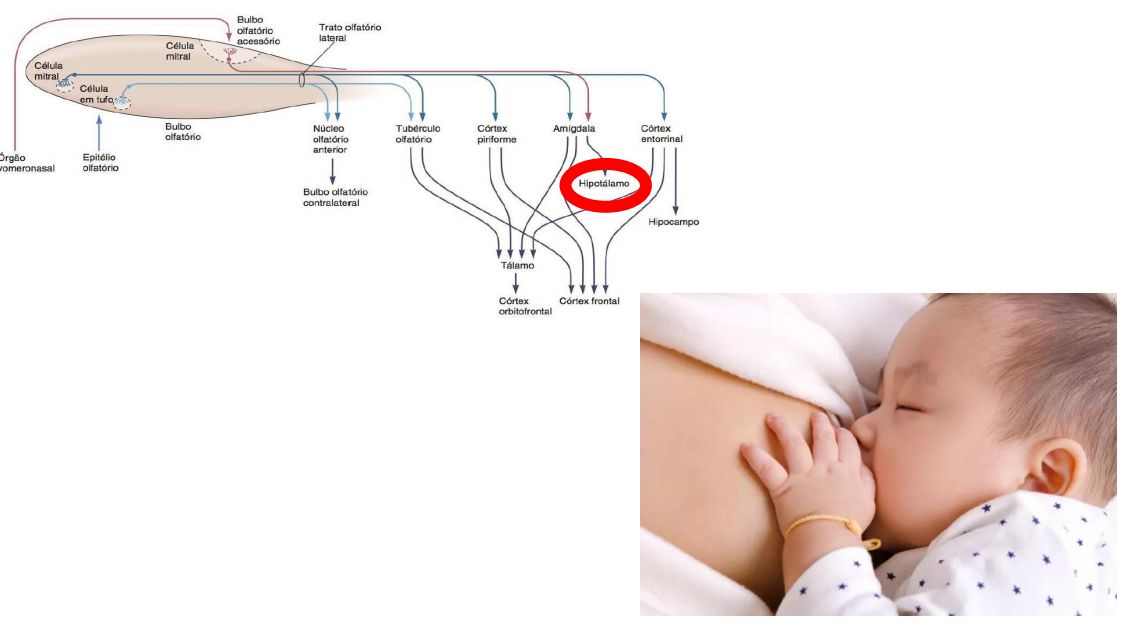 Bulbo
olfatório
acessório
Trato olfatório
lateral
Célula
mitral
Célula
mitral
Célula
em tufo
Bulbo
olfatório
Órgão
vomeronasal
Epitélio
olfatório
Núcleo
olfatório
anterior
Tubérculo
olfatório
Córtex
piriforme
Amígdala
Córtex
entorrinal
Bulbo olfatório
contralateral
Hipotálamo
Hipocampo
Tálamo
Córtex
orbitofrontal
Córtex frontal